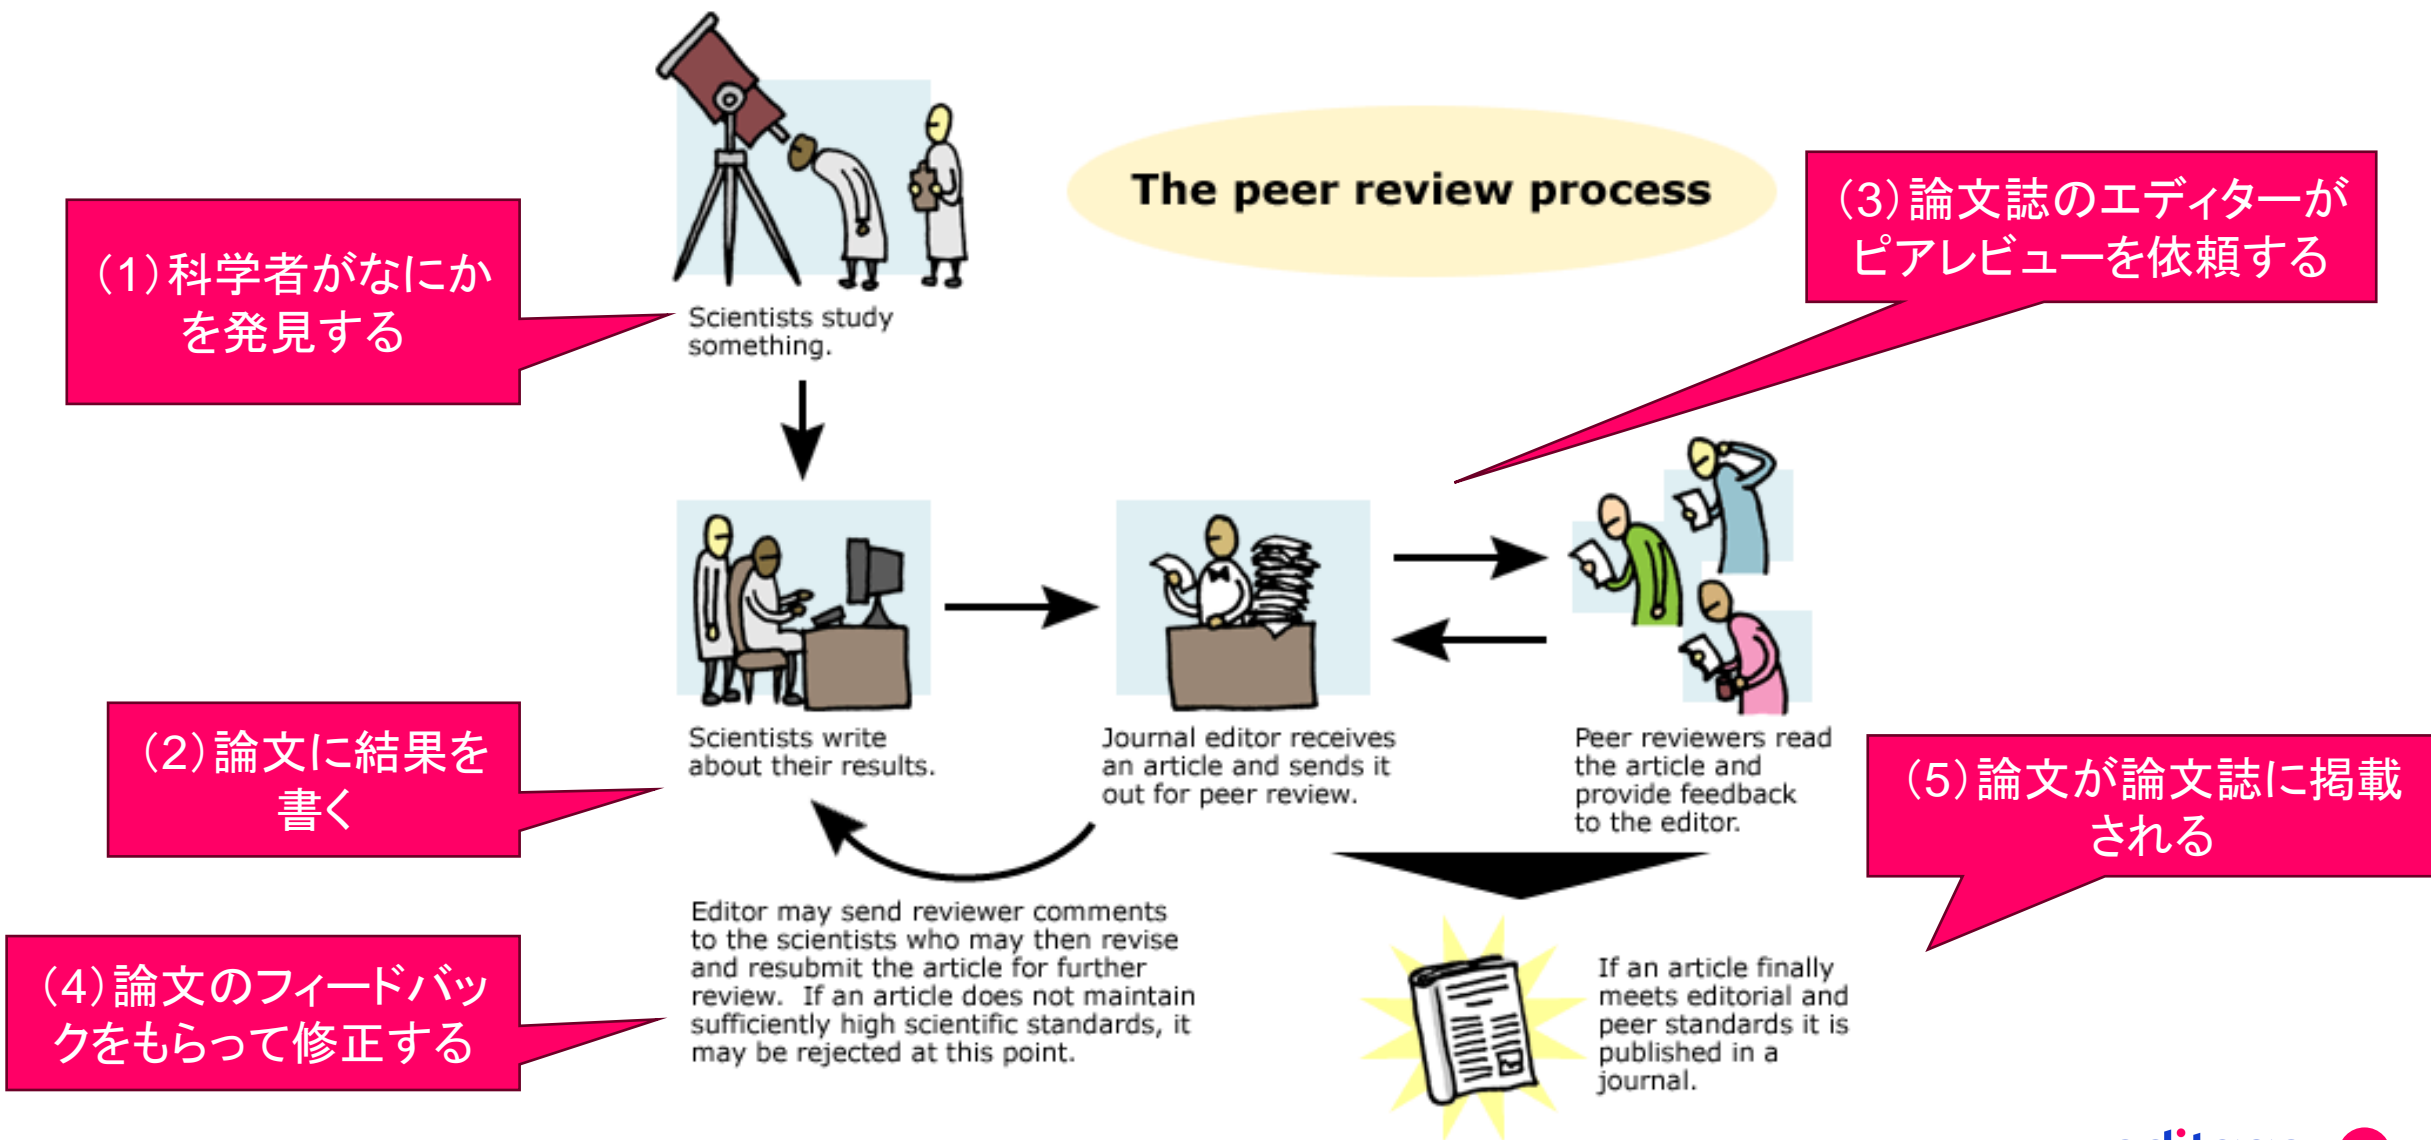 The peer review process
（1）科学者がなにか
を発見する
Scientists study
something.
（3）論文誌のエディターが
ピアレビューを依頼する
（2）論文に結果を
書く
Scientists write
about their results.
Journal editor receives
an article and sends it
out for peer review.
Peer reviewers read
the article and
provide feedback
to the editor.
（4）論文のフィードバッ
クをもらって修正する
Editor may send reviewer comments
to the scientists who may then revise
and resubmit the article for further
review. If an article does not maintain
sufficiently high scientific standards, it
may be rejected at this point.
（5）論文が論文誌に掲載
される
If an article finally
meets editorial and
peer standards it is
published in a
journal.